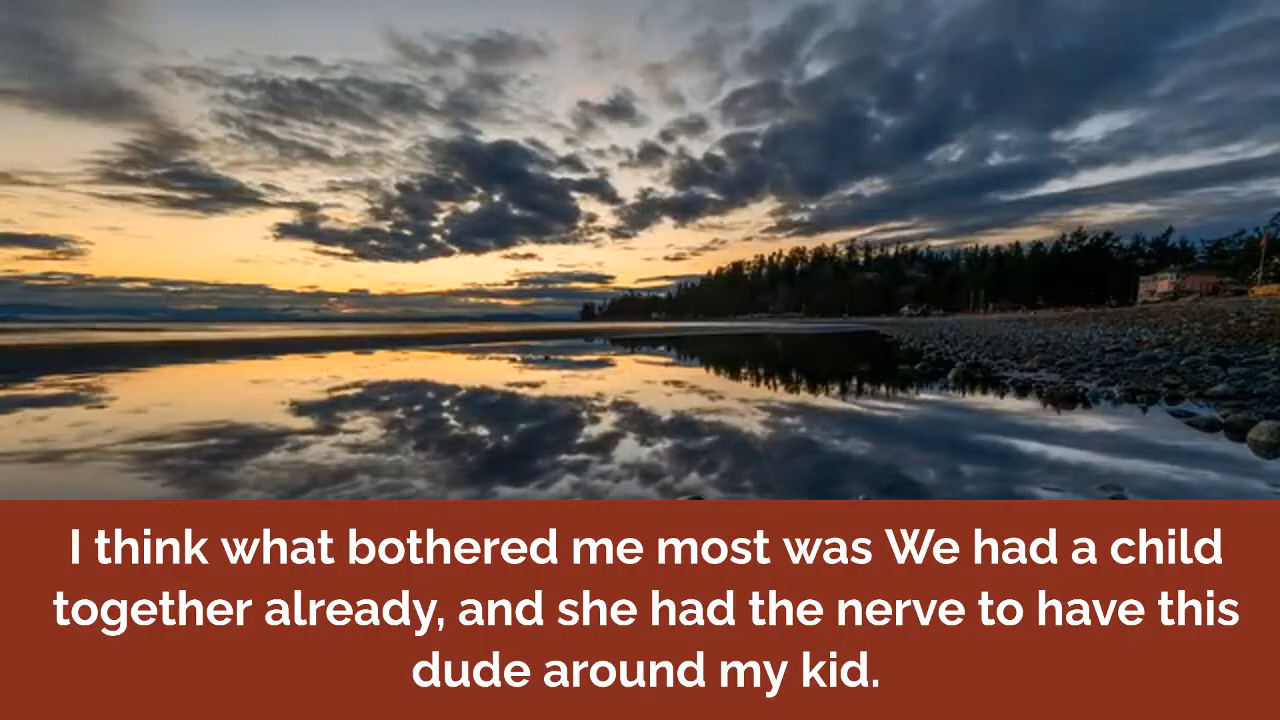 I think what bothered me most was We had a child
together already, and she had the nerve to have this
dude around my kid.